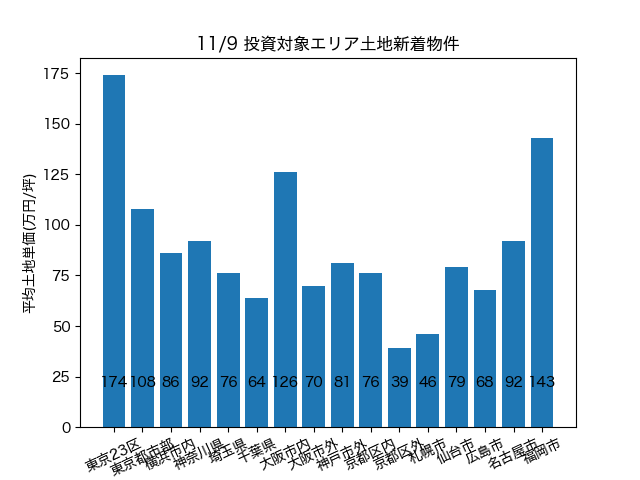 11/9 投資対象エリア土地新着物件
平均土地単価(万円/坪)
175
150
125
100
75
50
25
0
174 108 86 92 76 64 126 70 81 76 39 46 79 68 92 143
東京23区
東京都市部
横浜市内
神奈川県
埼玉県
千葉県
大阪市内
大阪市外
神戸市外
京都区内
京都区外
札幌市
仙台市
広島市
名古屋市
福岡市